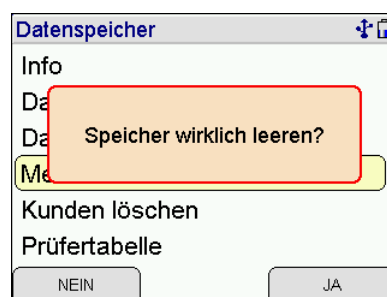 Datenspeicher
Info
Da
Speicher wirklich leeren?
Da
Me
Kunden löschen
Prüfertabelle
NEIN
JA